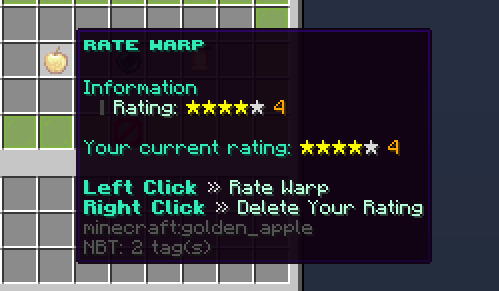 RATE WARP
Information
| Rating: ★★★★★ 4
Your current rating: ★★★★★ 4
Left Click » Rate Warp
Right Click » Delete Your Rating
minecraft:golden_apple
NBT: 2 tag(s)